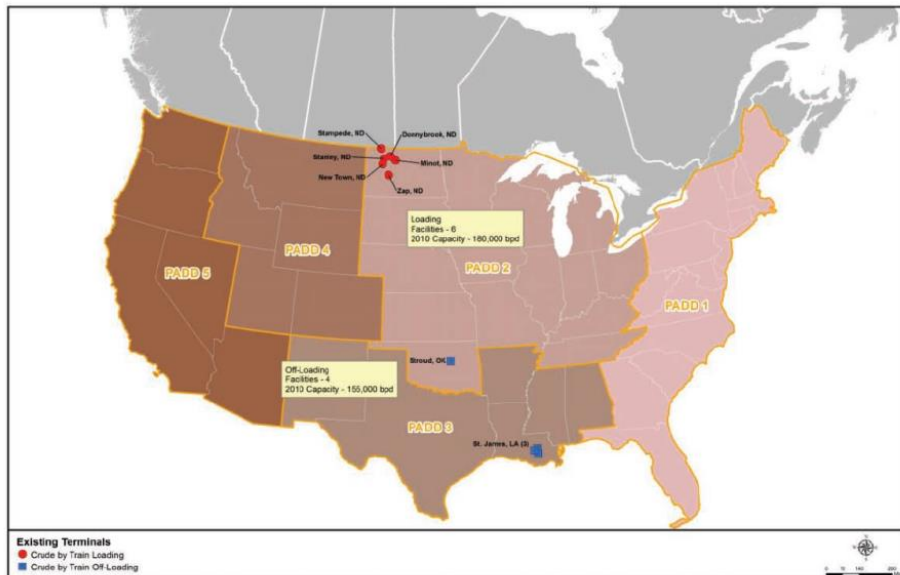 Stampede, ND
Donnybrook, ND
Stanley, ND
Minot, ND
New Town, ND
Zap, ND
Loading
Facilities - 6
2010 Capacity - 180,000 bpd
PADD 4
PADD 5
PADD 2
PADD 1
Stroud, OK
Off-Loading
Facilities - 4
2010 Capacity - 155,000 bpd
PADD 3
St. James, LA (3)
Existing Terminals
Crude by Train Loading
Crude by Train Off-Loading